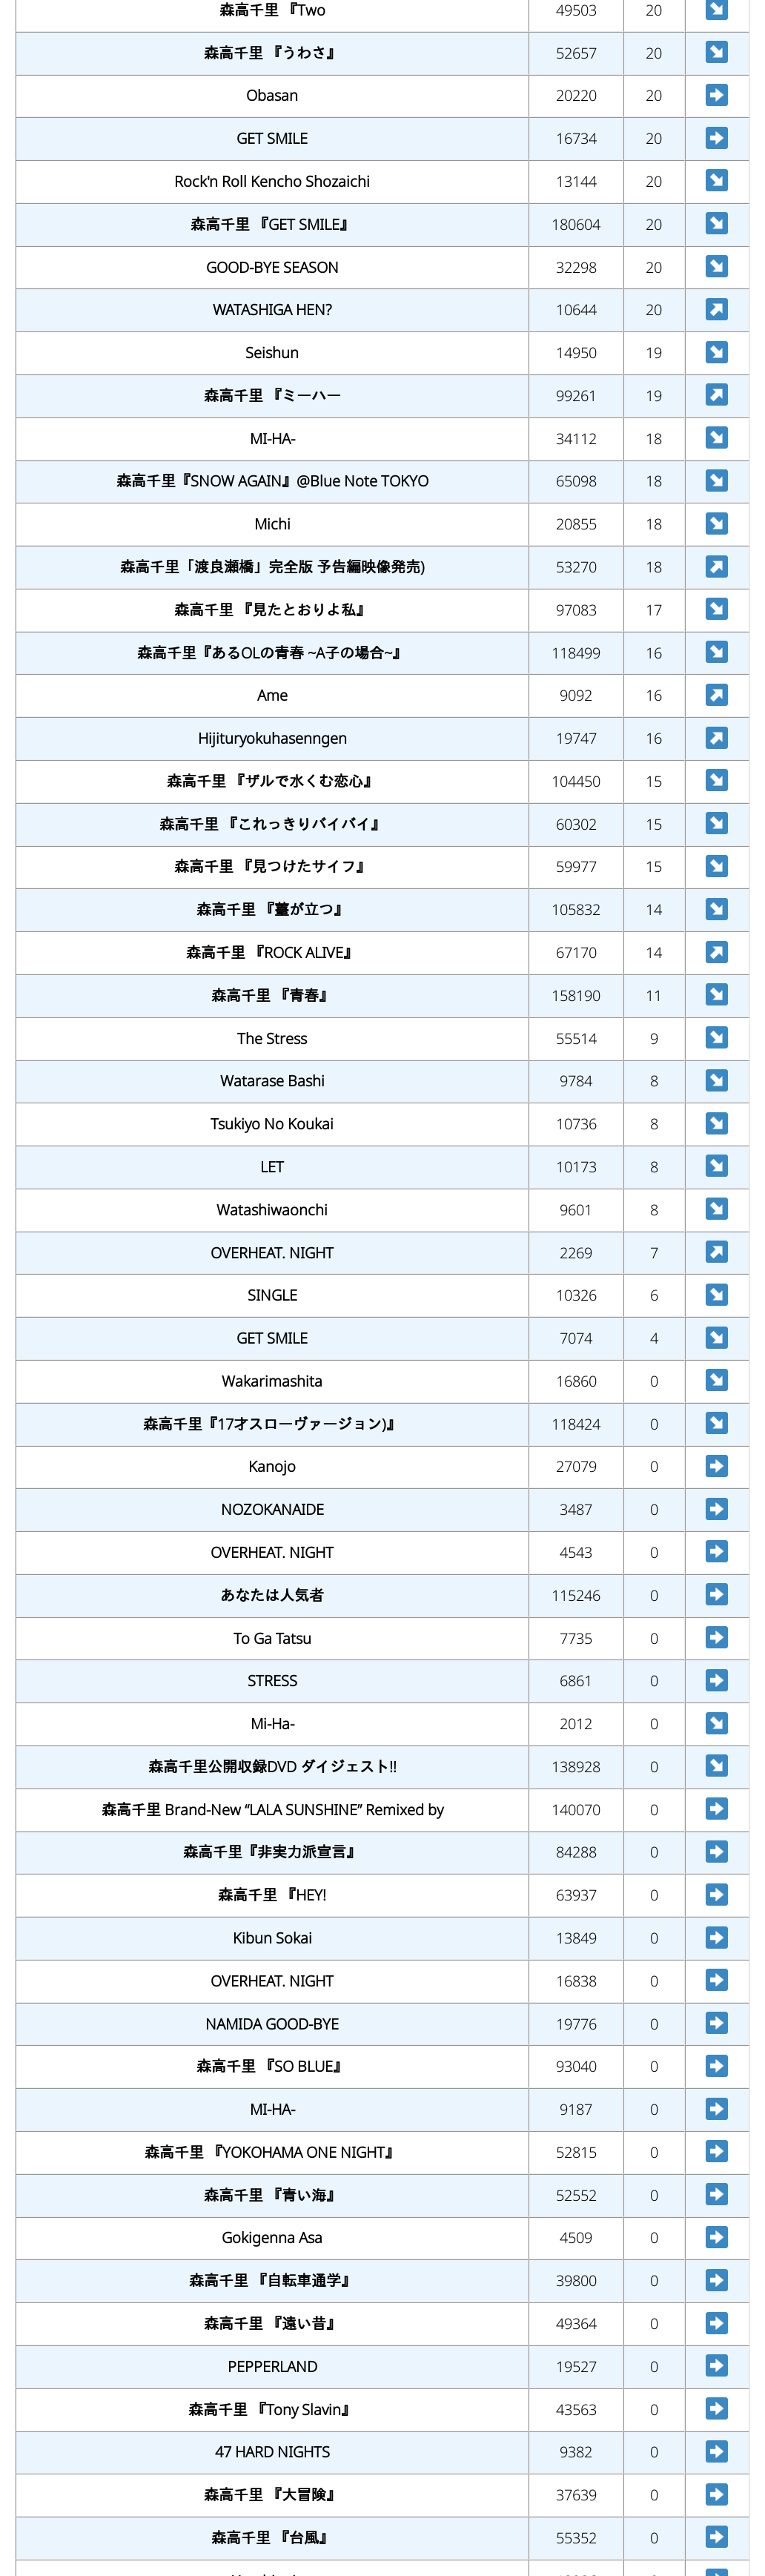 森高千里 『Two 49503 20
森高千里 『うわさ』 52657 20
Obasan 20220 20
GET SMILE 16734 20
Rock'n Roll Kencho Shozaichi 13144 20
森高千里 『GET SMILE』 180604 20
GOOD-BYE SEASON 32298 20
WATASHIGA HEN? 10644 20
Seishun 14950 19
森高千里 『ミーハー 99261 19
MI-HA- 34112 18
森高千里『SNOW AGAIN』@Blue Note TOKYO 65098 18
Michi 20855 18
森高千里「渡良瀬橋」完全版 予告編映像発売) 53270 18
森高千里 『見たとおりよ私』 97083 17
森高千里『あるOLの青春 ~A子の場合~』 118499 16
Ame 9092 16
Hijituryokuhasenngen 19747 16
森高千里 『ザルで水くむ恋心』 104450 15
森高千里 『これっきりバイバイ』 60302 15
森高千里 『見つけたサイフ』 59977 15
森高千里 『薹が立つ』 105832 14
森高千里 『ROCK ALIVE』 67170 14
森高千里 『青春』 158190 11
The Stress 55514 9
Watarase Bashi 9784 8
Tsukiyo No Koukai 10736 8
LET 10173 8
Watashiwaonchi 9601 8
OVERHEAT. NIGHT 2269 7
SINGLE 10326 6
GET SMILE 7074 4
Wakarimashita 16860 0
森高千里『17才スローヴァージョン)』 118424 0
Kanojo 27079 0
NOZOKANAIDE 3487 0
OVERHEAT. NIGHT 4543 0
あなたは人気者 115246 0
To Ga Tatsu 7735 0
STRESS 6861 0
Mi-Ha- 2012 0
森高千里公開収録DVD ダイジェスト!! 138928 0
森高千里 Brand-New “LALA SUNSHINE” Remixed by 140070 0
森高千里『非実力派宣言』 84288 0
森高千里 『HEY! 63937 0
Kibun Sokai 13849 0
OVERHEAT. NIGHT 16838 0
NAMIDA GOOD-BYE 19776 0
森高千里 『SO BLUE』 93040 0
MI-HA- 9187 0
森高千里 『YOKOHAMA ONE NIGHT』 52815 0
森高千里 『青い海』 52552 0
Gokigenna Asa 4509 0
森高千里 『自転車通学』 39800 0
森高千里 『遠い昔』 49364 0
PEPPERLAND 19527 0
森高千里 『Tony Slavin』 43563 0
47 HARD NIGHTS 9382 0
森高千里 『大冒険』 37639 0
森高千里 『台風』 55352 0